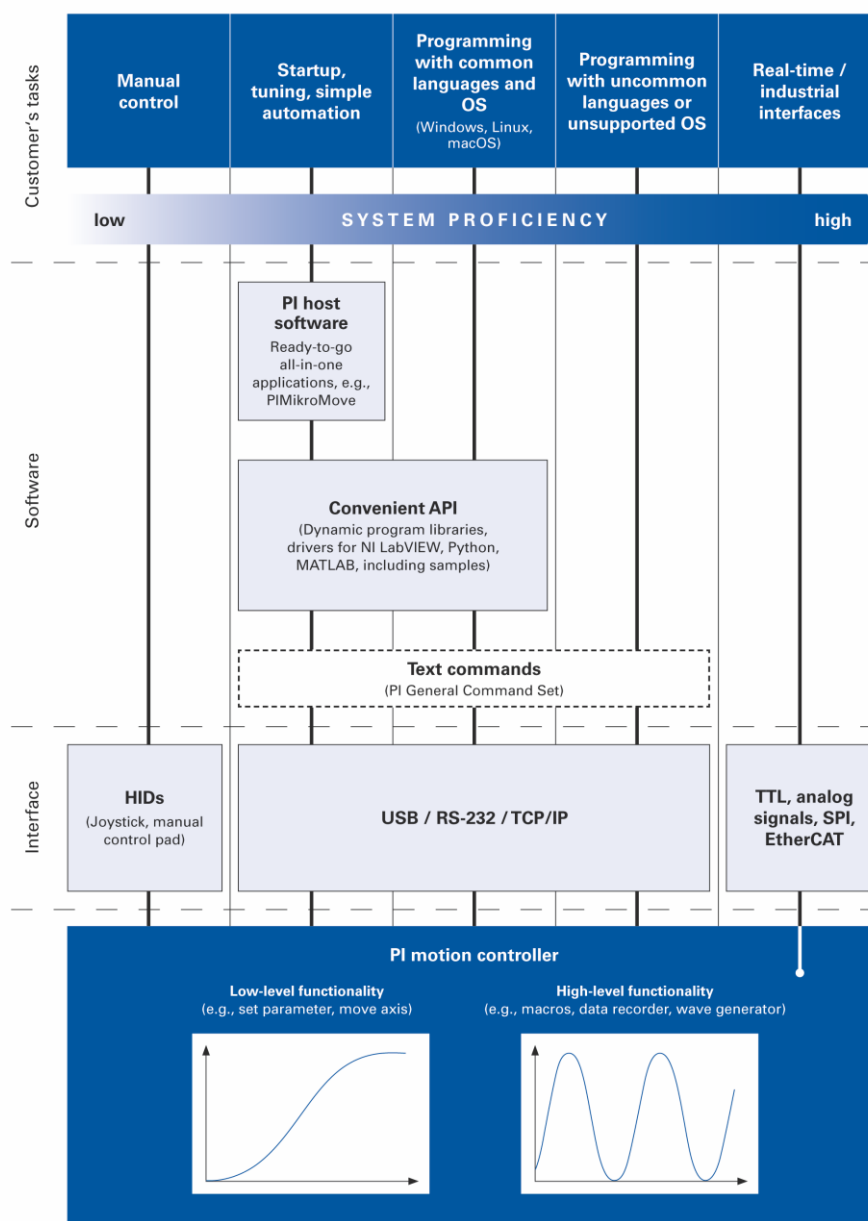 Customer's tasks
Manual
control
Startup,
tuning, simple
automation
Programming
with common
languages and
OS
(Windows, Linux,
macOS)
Programming
with uncommon
languages or
unsupported OS
Real-time /
industrial
interfaces
low
SYSTEM PROFICIENCY
high
Software
PI host
software
Ready-to-go
all-in-one
applications, e.g.,
PIMikroMove
Convenient API
(Dynamic program libraries,
drivers for NI LabVIEW, Python,
MATLAB, including samples)
Text commands
(PI General Command Set)
Interface
HIDs
(Joystick, manual
control pad)
USB / RS-232 / TCP/IP
TTL, analog
signals, SPI,
EtherCAT
PI motion controller
Low-level functionality
(e.g., set parameter, move axis)
High-level functionality
(e.g., macros, data recorder, wave generator)